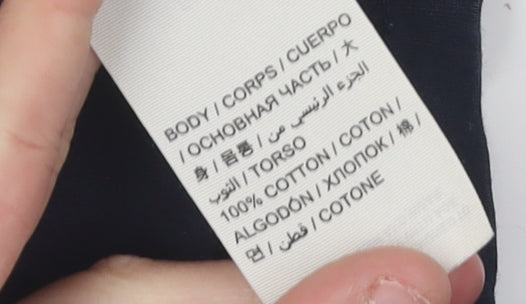 BODY / CORPS / CUERPO
/ ОСНОВНАЯ ЧАСТЬ / 大
身 / 몸통 / الجزء الرئيسي من
الثوب / TORSO
100% COTTON / COTON /
ALGODÓN / ХЛОПОК / 棉 /
면 / قطن / COTONE